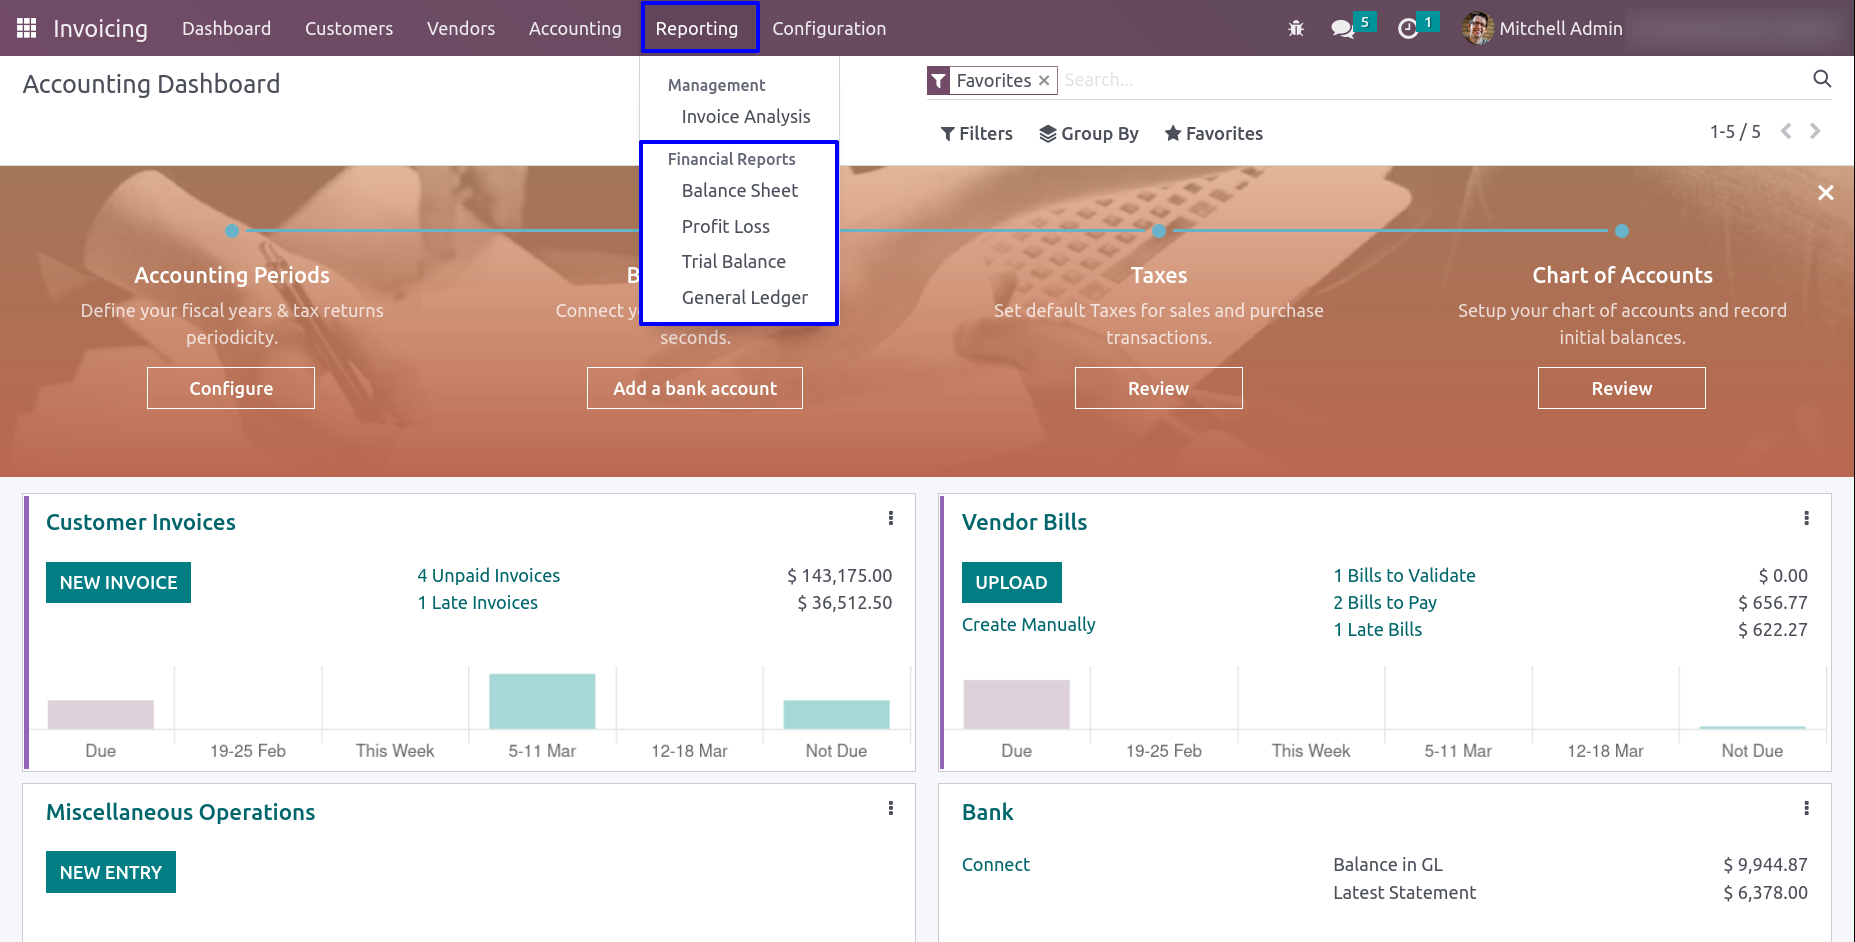 Invoicing Dashboard Customers Vendors Accounting Reporting Configuration 5 1 Mitchell Admin
Accounting Dashboard
Favorites × Search...
Filters Group By Favorites 1-5 / 5
Management
Invoice Analysis
Financial Reports
Balance Sheet
Profit Loss
Trial Balance
General Ledger
Accounting Periods
Define your fiscal years & tax returns
periodicity.
Configure
B
Connect yo
seconds.
Add a bank account
Taxes
Set default Taxes for sales and purchase
transactions.
Review
Chart of Accounts
Setup your chart of accounts and record
initial balances.
Review
Customer Invoices
NEW INVOICE
4 Unpaid Invoices $ 143,175.00
1 Late Invoices $ 36,512.50
Due 19-25 Feb This Week 5-11 Mar 12-18 Mar Not Due
Vendor Bills
UPLOAD
Create Manually
1 Bills to Validate $ 0.00
2 Bills to Pay $ 656.77
1 Late Bills $ 622.27
Due 19-25 Feb This Week 5-11 Mar 12-18 Mar Not Due
Miscellaneous Operations
NEW ENTRY
Bank
Connect
Balance in GL $ 9,944.87
Latest Statement $ 6,378.00